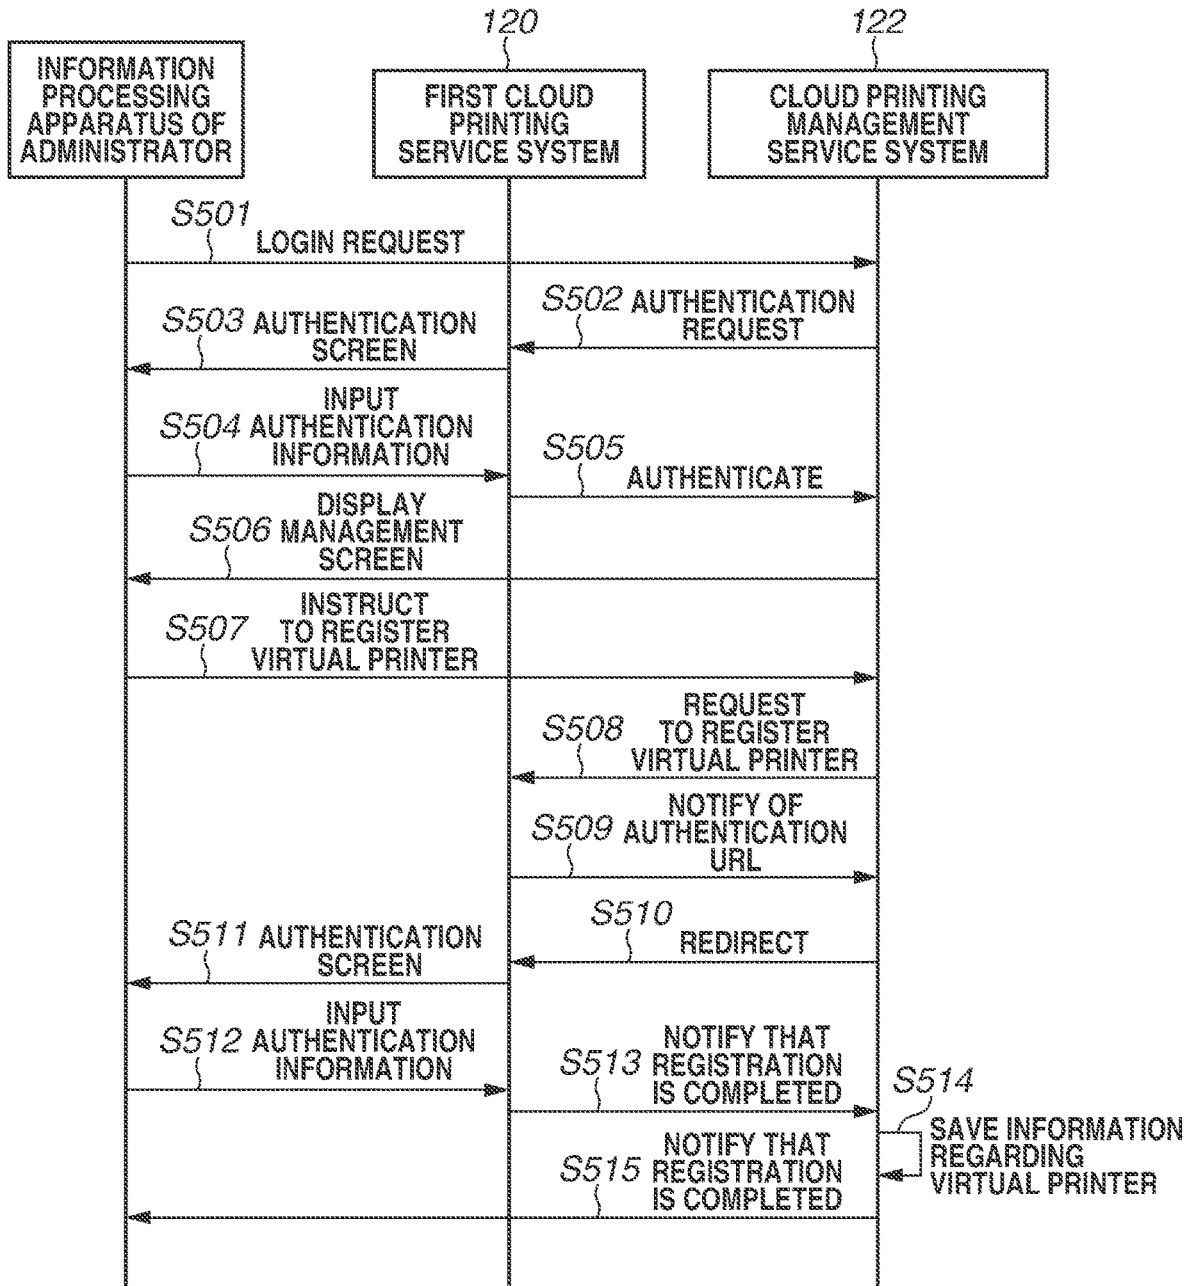 120
122
INFORMATION
PROCESSING
APPARATUS OF
ADMINISTRATOR
FIRST CLOUD
PRINTING
SERVICE SYSTEM
CLOUD PRINTING
MANAGEMENT
SERVICE SYSTEM
S501
LOGIN REQUEST
S502 AUTHENTICATION
REQUEST
S503 AUTHENTICATION
SCREEN
INPUT
S504 AUTHENTICATION
INFORMATION
S505
AUTHENTICATE
DISPLAY
S506 MANAGEMENT
SCREEN
INSTRUCT
S507 TO REGISTER
VIRTUAL PRINTER
REQUEST
S508 TO REGISTER
VIRTUAL PRINTER
NOTIFY OF
S509 AUTHENTICATION
URL
S510
REDIRECT
S511 AUTHENTICATION
SCREEN
INPUT
S512 AUTHENTICATION
INFORMATION
NOTIFY THAT
S513 REGISTRATION
IS COMPLETED
S514
SAVE INFORMATION
REGARDING
VIRTUAL PRINTER
NOTIFY THAT
S515 REGISTRATION
IS COMPLETED